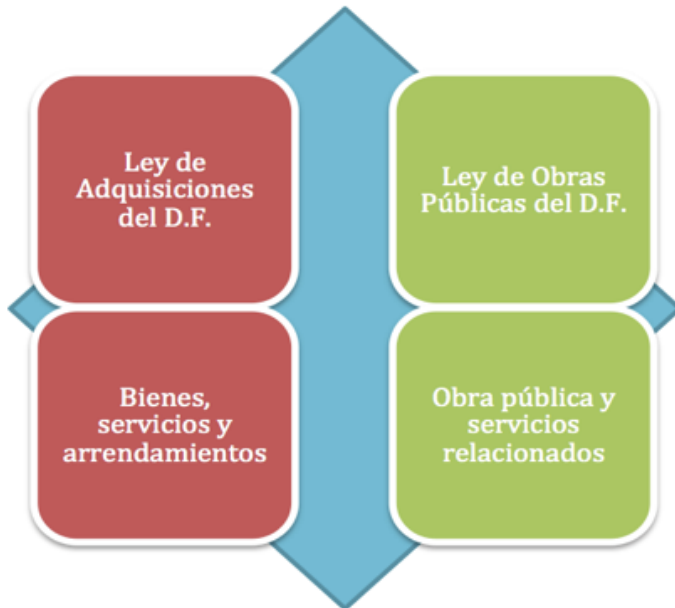 Ley de
Adquisiciones
del D.F.
Ley de Obras
Públicas del D.F.
Bienes,
servicios y
arrendamientos
Obra pública y
servicios
relacionados